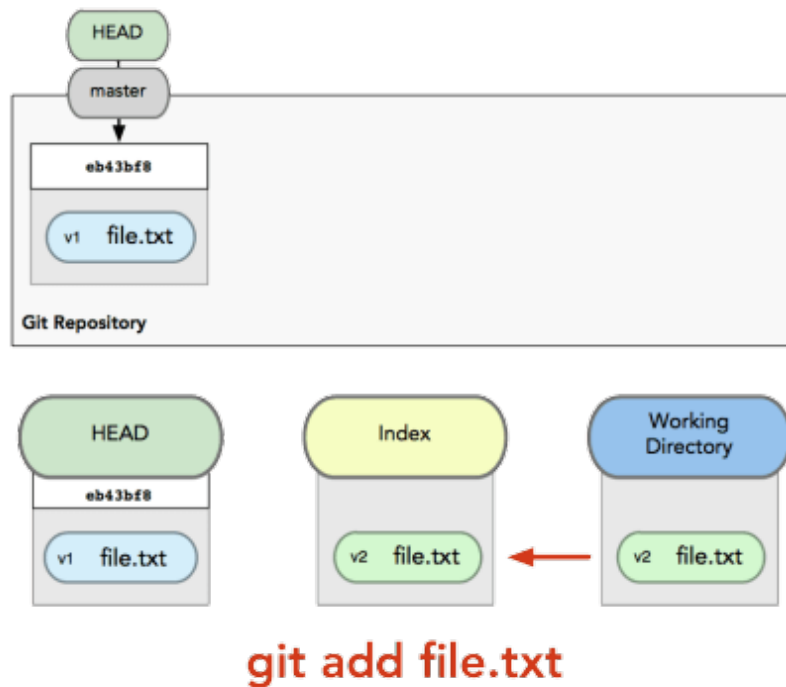 HEAD
master
eb43bf8
v1 file.txt
Git Repository
HEAD
Index
Working
Directory
eb43bf8
v1 file.txt
v2 file.txt
v2 file.txt
git add file.txt